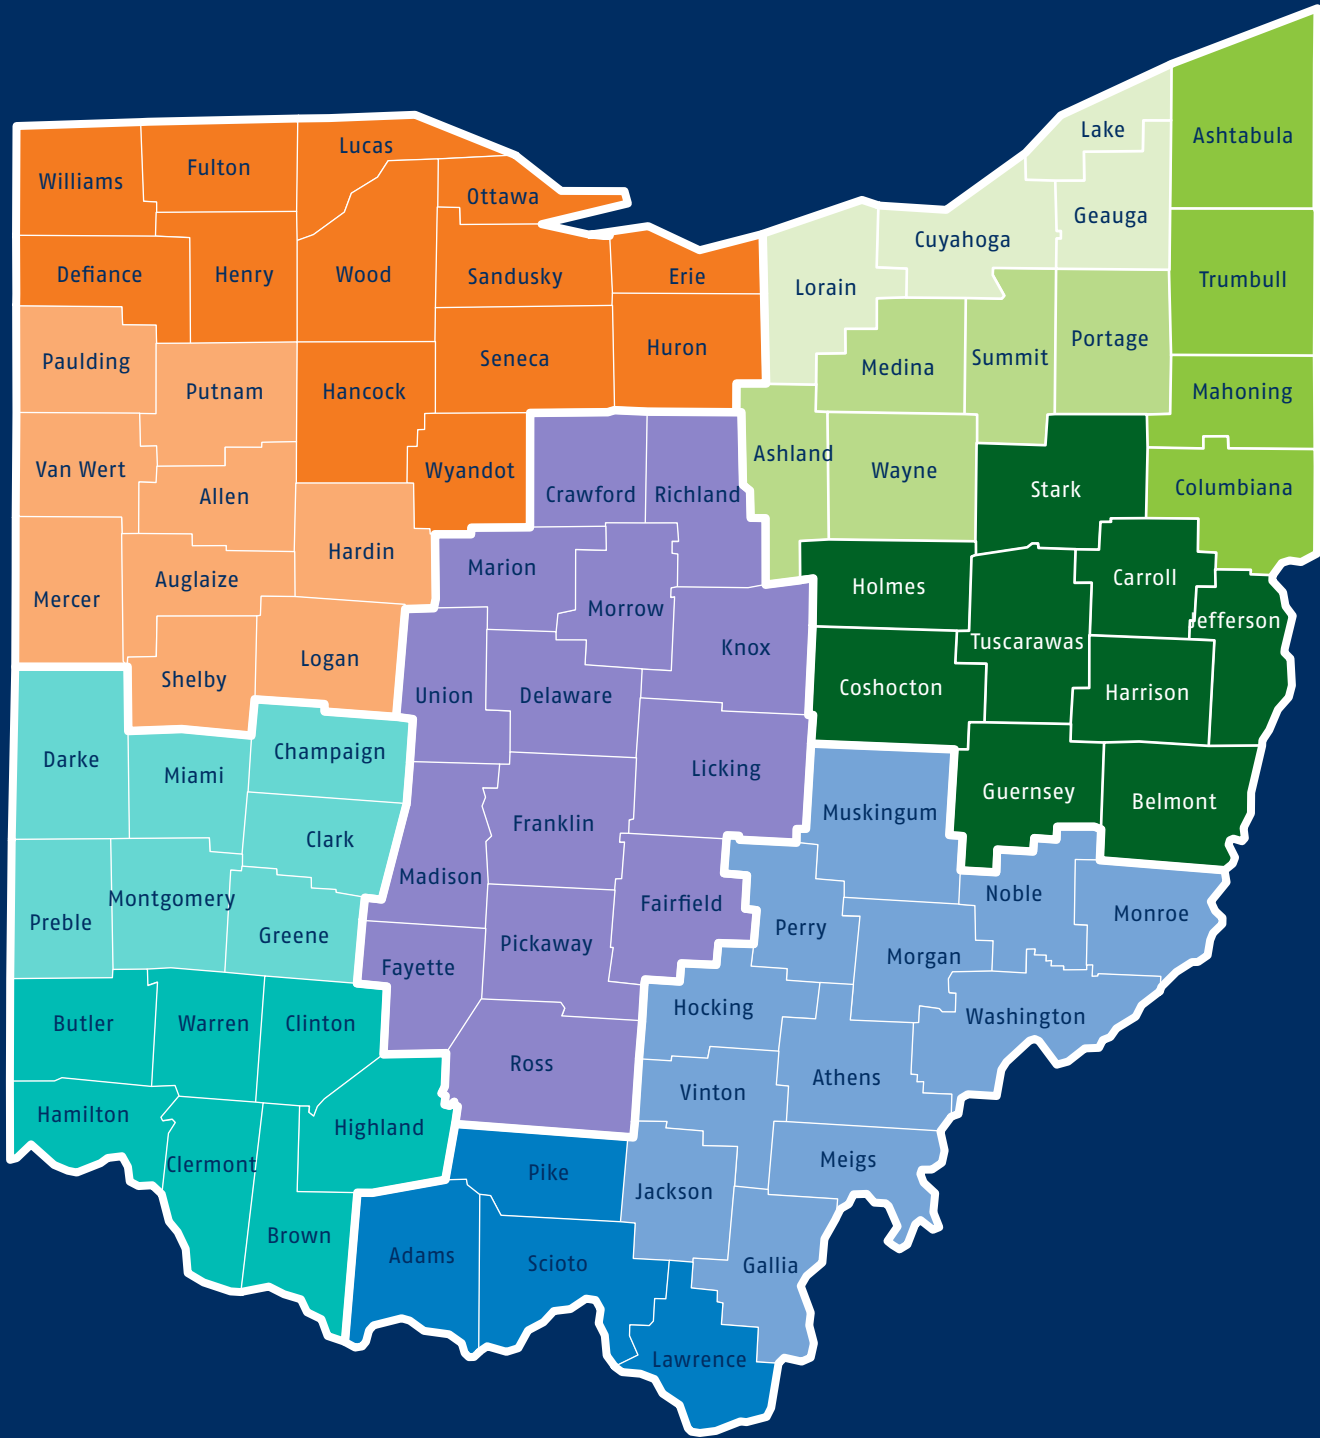 Lake
Ashtabula
Lucas
Fulton
Williams
Ottawa
Geauga
Cuyahoga
Defiance
Henry
Wood
Sandusky
Erie
Lorain
Trumbull
Paulding
Putnam
Hancock
Seneca
Huron
Medina
Summit
Portage
Mahoning
Van Wert
Allen
Wyandot
Crawford
Richland
Ashland
Wayne
Stark
Columbiana
Mercer
Auglaize
Hardin
Marion
Morrow
Holmes
Carroll
Jefferson
Tuscarawas
Shelby
Logan
Union
Delaware
Knox
Coshocton
Harrison
Darke
Miami
Champaign
Licking
Muskingum
Guernsey
Belmont
Clark
Franklin
Madison
Preble
Montgomery
Greene
Fairfield
Perry
Noble
Monroe
Fayette
Pickaway
Morgan
Butler
Warren
Clinton
Hocking
Washington
Ross
Athens
Vinton
Hamilton
Highland
Clermont
Pike
Jackson
Meigs
Brown
Adams
Scioto
Gallia
Lawrence